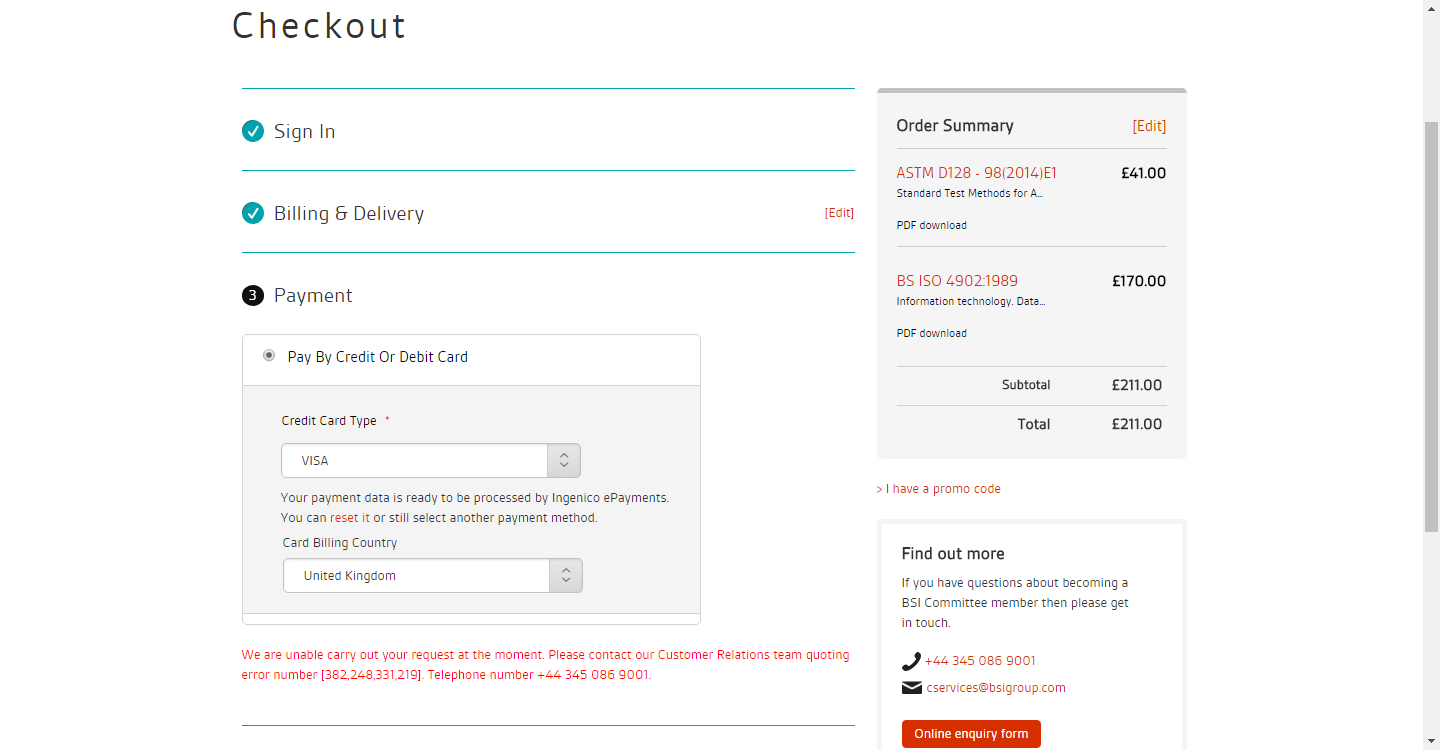 Checkout
Sign In
Billing & Delivery
[Edit]
3 Payment
Pay By Credit Or Debit Card
Credit Card Type *
VISA
Your payment data is ready to be processed by Ingenico ePayments.
You can reset it or still select another payment method.
Card Billing Country
United Kingdom
We are unable carry out your request at the moment. Please contact our Customer Relations team quoting
error number [382,248,331,219]. Telephone number +44 345 086 9001.
Order Summary [Edit]
ASTM D128 - 98(2014)E1 £41.00
Standard Test Methods for A...
PDF download
BS ISO 4902:1989 £170.00
Information technology. Data...
PDF download
Subtotal £211.00
Total £211.00
> I have a promo code
Find out more
If you have questions about becoming a
BSI Committee member then please get
in touch.
+44 345 086 9001
cservices@bsigroup.com
Online enquiry form